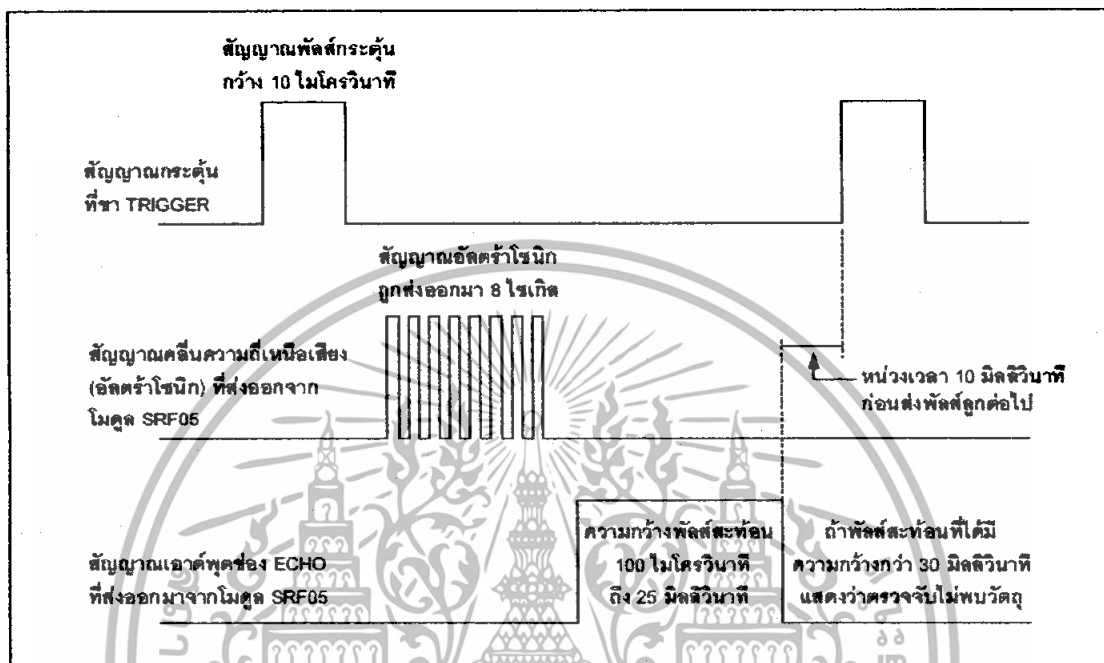 สัญญาณพัลส์กระตุ้น
กว้าง 10 ไมโครวินาที
สัญญาณกระตุ้น
ที่ขา TRIGGER
สัญญาณอัลตร้าโซนิก
ถูกส่งออกมา 8 ไซเกิล
สัญญาณคลื่นความถี่เหนือเสียง
(อัลตร้าโซนิก) ที่ส่งออกจาก
โมดูล SRF05
หน่วงเวลา 10 มิลลิวินาที
ก่อนส่งพัลส์ลูกต่อไป
สัญญาณเอาต์พุตช่อง ECHO
ที่ส่งออกมาจากโมดูล SRF05
ความกว้างพัลส์สะท้อน
100 ไมโครวินาที
ถึง 25 มิลลิวินาที
ถ้าพัลส์สะท้อนที่ได้มี
ความกว้างกว่า 30 มิลลิวินาที
แสดงว่าตรวจจับไม่พบวัตถุ